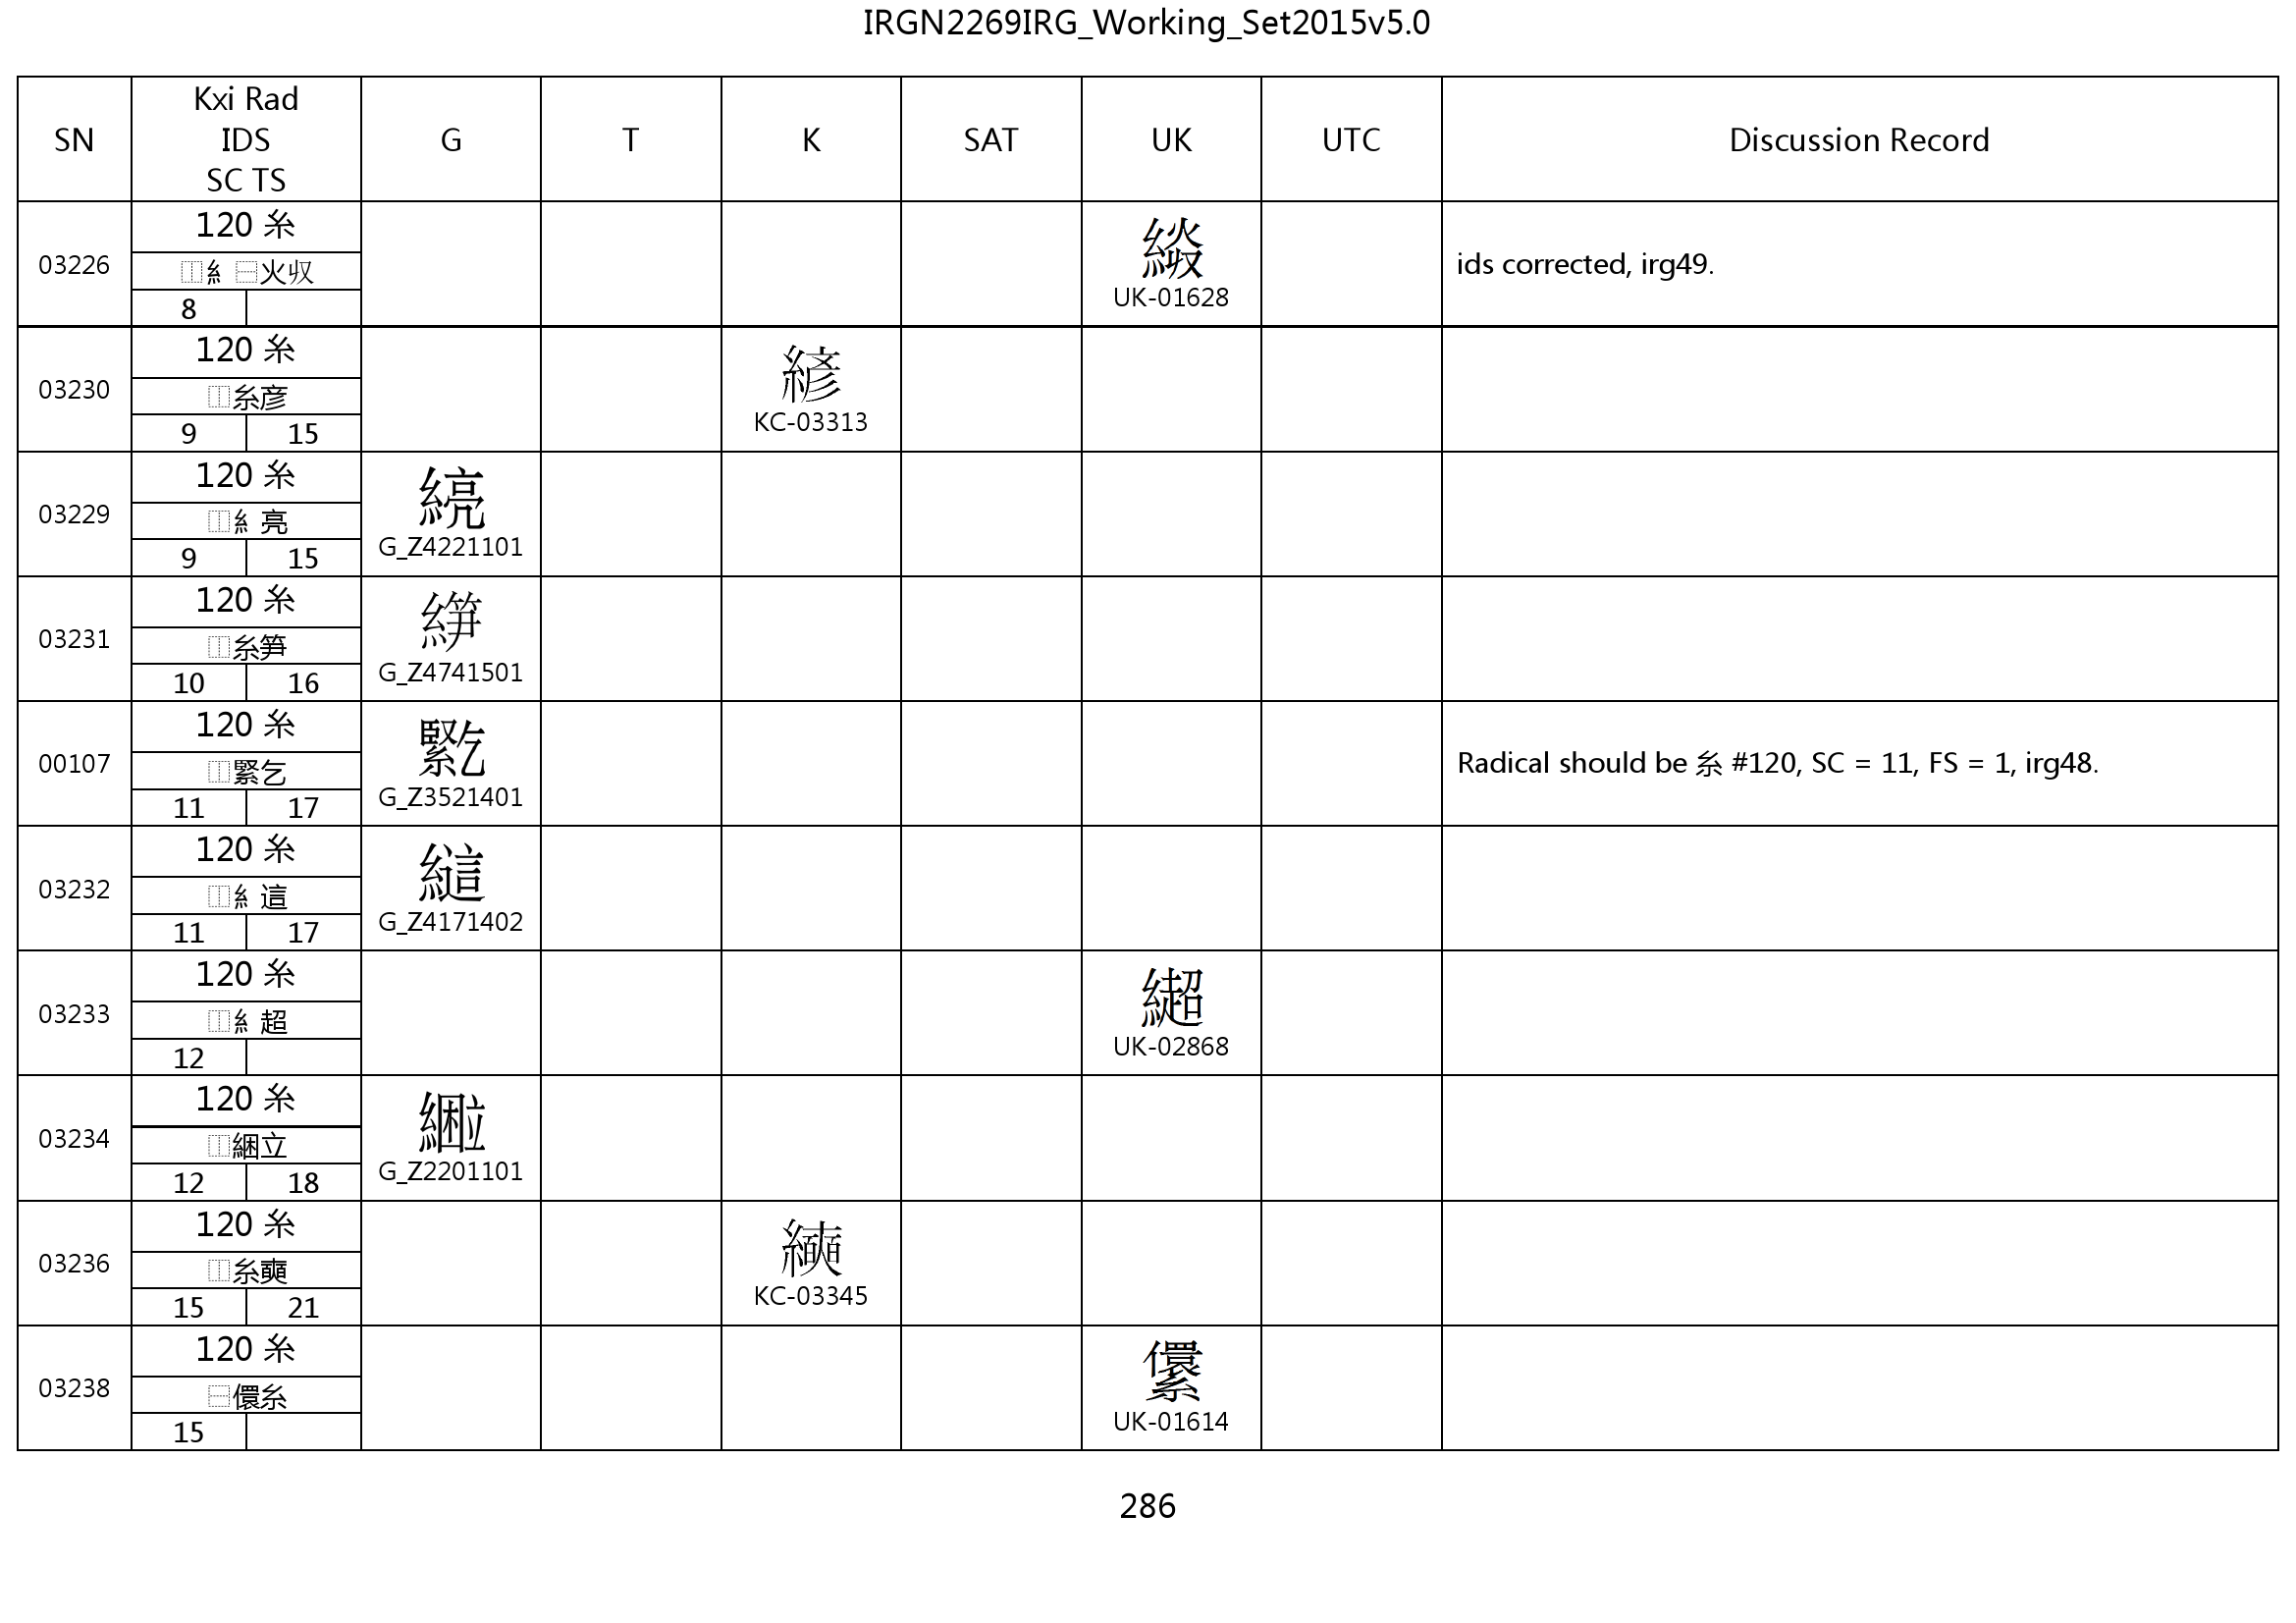 IRGN2269IRG_Working_Set2015v5.0
SN Kxi Rad IDS SC TS G T K SAT UK UTC Discussion Record
03226
120 糸
⿰糹⿱火収
8
UK-01628
ids corrected, irg49.
03230
120 糸
⿰糸彦
9 15
KC-03313
03229
120 糸
⿰糹亮
9 15
G_Z4221101
03231
120 糸
⿰糸笋
10 16
G_Z4741501
00107
120 糸
⿰緊乞
11 17
G_Z3521401
Radical should be 糸 #120, SC = 11, FS = 1, irg48.
03232
120 糸
⿰糹這
11 17
G_Z4171402
03233
120 糸
⿰糹超
12
UK-02868
03234
120 糸
⿰綑立
12 18
G_Z2201101
03236
120 糸
⿰糸奭
15 21
KC-03345
03238
120 糸
⿱儇糸
15
UK-01614
286